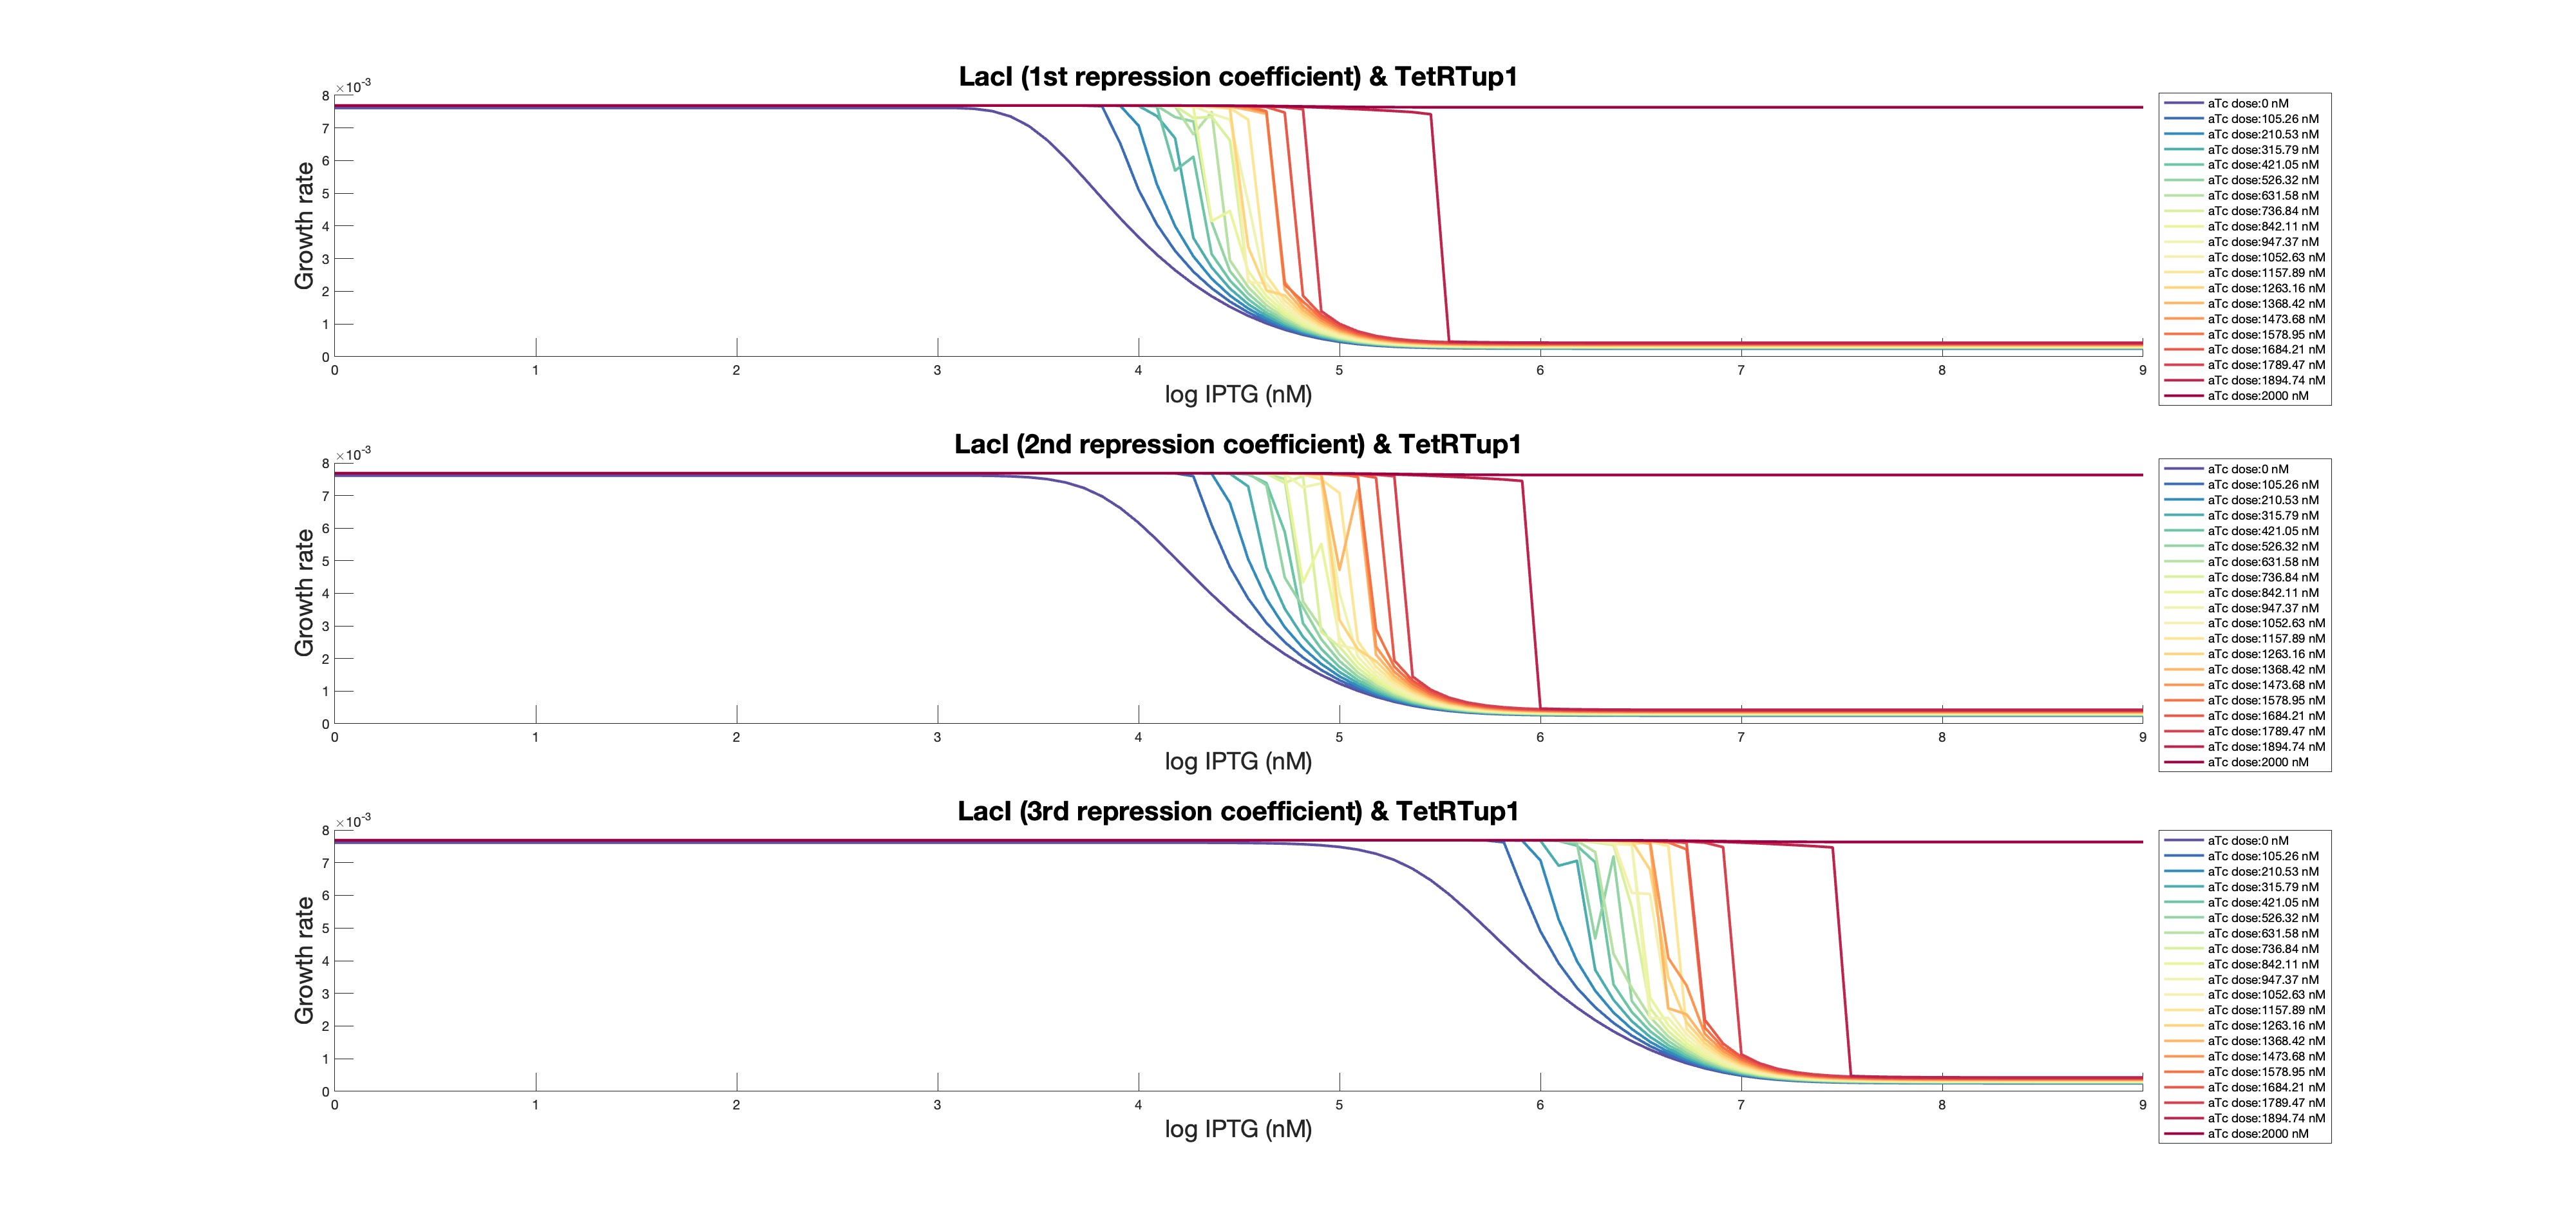 LacI (1st repression coefficient) & TetRTup1
×10-3
8
7
6
5
4
3
2
1
0
Growth rate
0 1 2 3 4 5 6 7 8 9
log IPTG (nM)
aTc dose:0 nM
aTc dose:105.26 nM
aTc dose:210.53 nM
aTc dose:315.79 nM
aTc dose:421.05 nM
aTc dose:526.32 nM
aTc dose:631.58 nM
aTc dose:736.84 nM
aTc dose:842.11 nM
aTc dose:947.37 nM
aTc dose:1052.63 nM
aTc dose:1157.89 nM
aTc dose:1263.16 nM
aTc dose:1368.42 nM
aTc dose:1473.68 nM
aTc dose:1578.95 nM
aTc dose:1684.21 nM
aTc dose:1789.47 nM
aTc dose:1894.74 nM
aTc dose:2000 nM
LacI (2nd repression coefficient) & TetRTup1
×10-3
8
7
6
5
4
3
2
1
0
Growth rate
0 1 2 3 4 5 6 7 8 9
log IPTG (nM)
aTc dose:0 nM
aTc dose:105.26 nM
aTc dose:210.53 nM
aTc dose:315.79 nM
aTc dose:421.05 nM
aTc dose:526.32 nM
aTc dose:631.58 nM
aTc dose:736.84 nM
aTc dose:842.11 nM
aTc dose:947.37 nM
aTc dose:1052.63 nM
aTc dose:1157.89 nM
aTc dose:1263.16 nM
aTc dose:1368.42 nM
aTc dose:1473.68 nM
aTc dose:1578.95 nM
aTc dose:1684.21 nM
aTc dose:1789.47 nM
aTc dose:1894.74 nM
aTc dose:2000 nM
LacI (3rd repression coefficient) & TetRTup1
×10-3
8
7
6
5
4
3
2
1
0
Growth rate
0 1 2 3 4 5 6 7 8 9
log IPTG (nM)
aTc dose:0 nM
aTc dose:105.26 nM
aTc dose:210.53 nM
aTc dose:315.79 nM
aTc dose:421.05 nM
aTc dose:526.32 nM
aTc dose:631.58 nM
aTc dose:736.84 nM
aTc dose:842.11 nM
aTc dose:947.37 nM
aTc dose:1052.63 nM
aTc dose:1157.89 nM
aTc dose:1263.16 nM
aTc dose:1368.42 nM
aTc dose:1473.68 nM
aTc dose:1578.95 nM
aTc dose:1684.21 nM
aTc dose:1789.47 nM
aTc dose:1894.74 nM
aTc dose:2000 nM